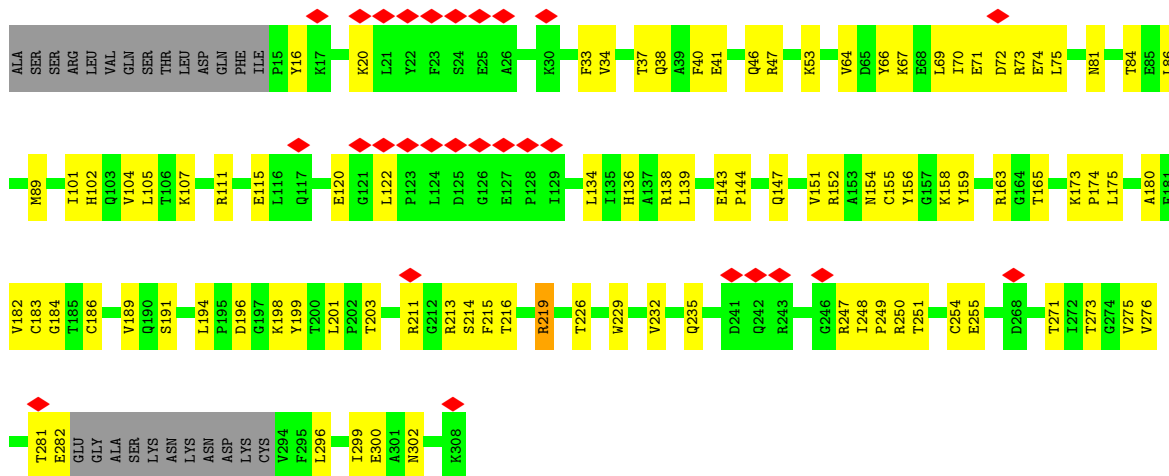 ALA SER SER ARG LEU VAL GLN SER THR LEU ASP GLN PHE ILE P15 Y16 K17 K20 L21 Y22 F23 S24 E25 A26 K30 F33 V34 T37 Q38 A39 F40 E41 Q46 R47 K53 V64 D65 Y66 K67 E68 L69 I70 E71 D72 R73 E74 L75 N81 T84 E85 L86
M89 I101 H102 Q103 V104 L105 T106 K107 R111 E115 L116 Q117 E120 G121 L122 P123 L124 D125 G126 E127 P128 I129 L134 I135 H136 A137 R138 L139 E143 P144 Q147 V151 R152 A153 N154 C155 Y156 G157 K158 Y159 R163 G164 T165 K173 P174 L175 A180
V182 C183 G184 T185 C186 V189 Q190 S191 L194 P195 D196 G197 K198 Y199 T200 L201 P202 T203 R211 G212 R213 S214 F215 T216 R219 T226 W229 V232 Q235 D241 Q242 R243 G246 R247 I248 P249 R250 T251 C254 E255 D268 T271 I272 T273 G274 V275 V276
T281 E282 GLU GLY ALA SER LYS ASN LYS ASN ASP LYS CYS V294 F295 L296 I299 E300 A301 N302 K308